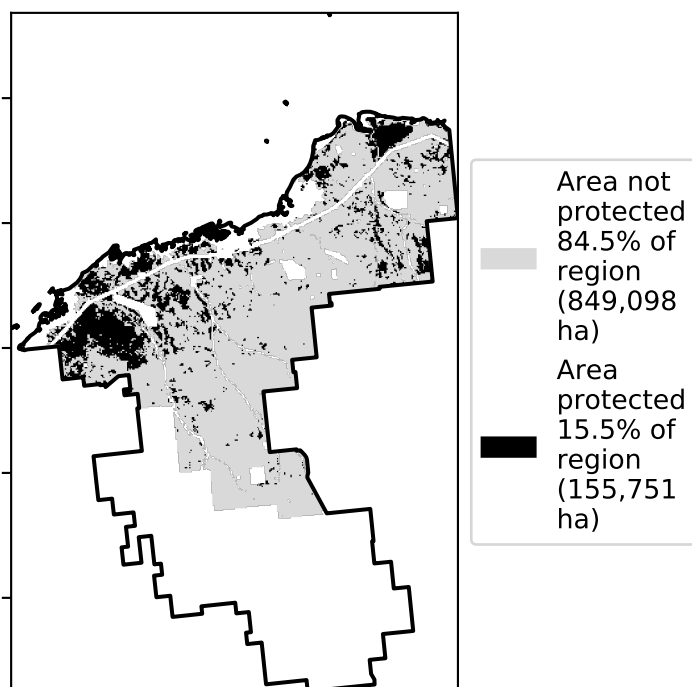 Area not
protected
84.5% of
region
(849,098
ha)
Area
protected
15.5% of
region
(155,751
ha)